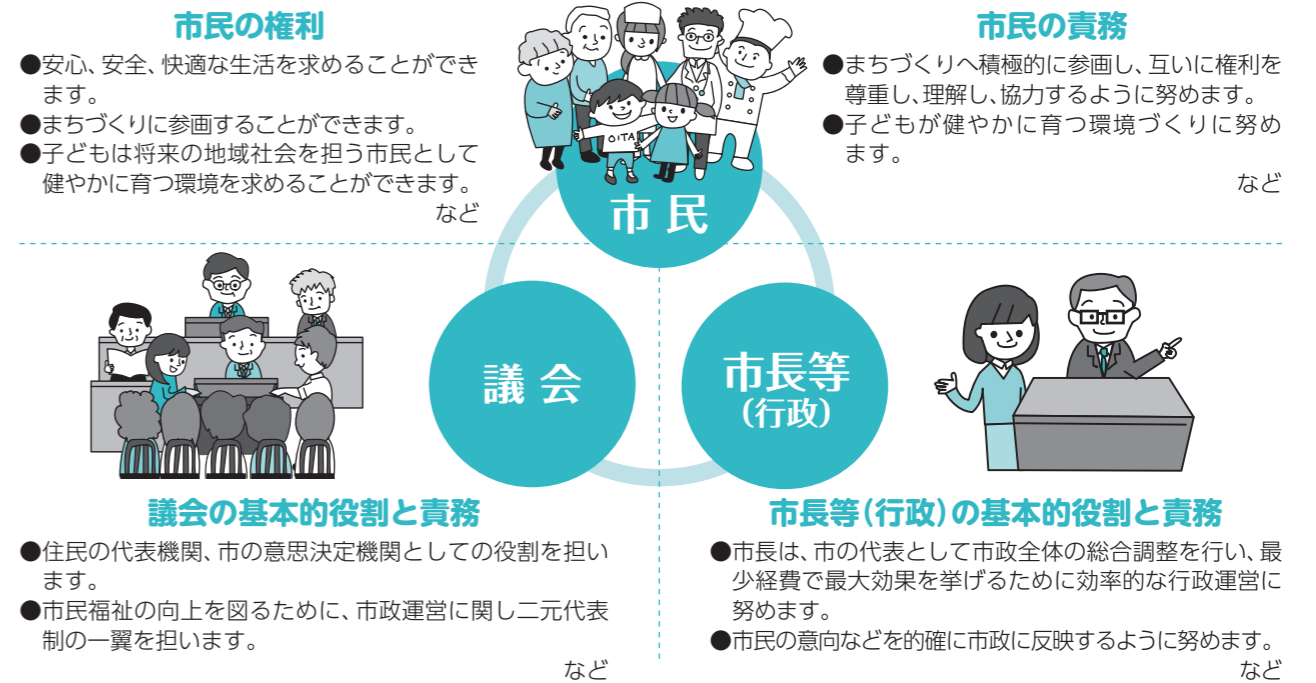 市民の権利
●安心、安全、快適な生活を求めることができ
ます。
●まちづくりに参画することができます。
●子どもは将来の地域社会を担う市民として
健やかに育つ環境を求めることができます。
など
市民の責務
●まちづくりへ積極的に参画し、互いに権利を
尊重し、理解し、協力するように努めます。
●子どもが健やかに育つ環境づくりに努め
ます。
など
OITA
市民
議会
市長等
（行政）
議会の基本的役割と責務
●住民の代表機関、市の意思決定機関としての役割を担い
ます。
●市民福祉の向上を図るために、市政運営に関し二元代表
制の一翼を担います。
など
市長等（行政）の基本的役割と責務
●市長は、市の代表として市政全体の総合調整を行い、最
少経費で最大効果を挙げるために効率的な行政運営に
努めます。
●市民の意向などを的確に市政に反映するように努めます。
など